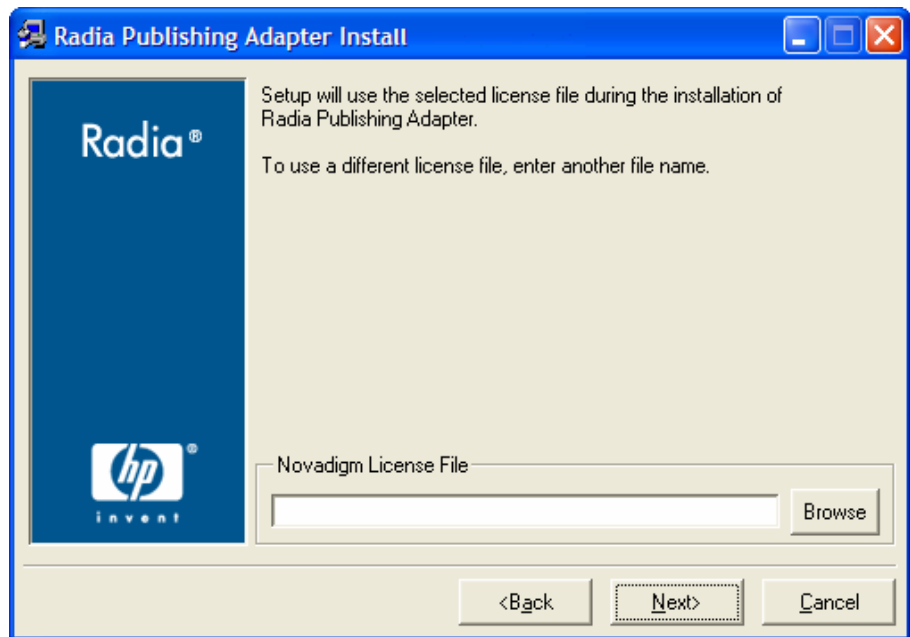 Radia Publishing Adapter Install
Radia®
Setup will use the selected license file during the installation of
Radia Publishing Adapter.
To use a different license file, enter another file name.
hp®
invent
Novadigm License File
Browse
<Back
Next>
Cancel